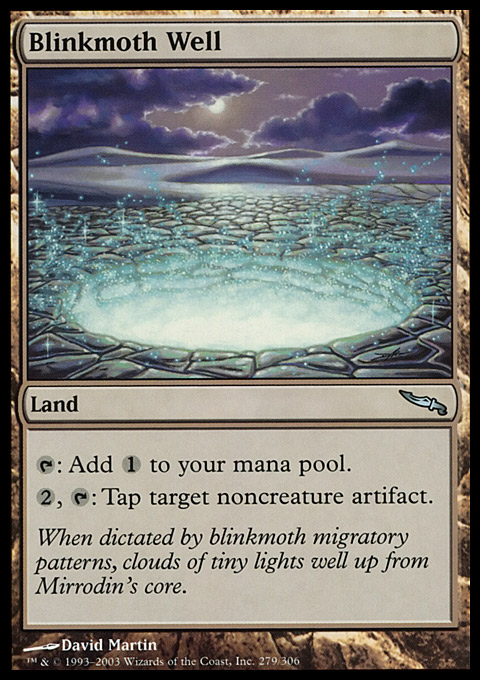 Blinkmoth Well
Land
: Add 1 to your mana pool.
2, : Tap target noncreature artifact.
When dictated by blinkmoth migratory
patterns, clouds of tiny lights well up from
Mirrodin's core.
David Martin
™ & © 1993–2003 Wizards of the Coast, Inc. 279/306